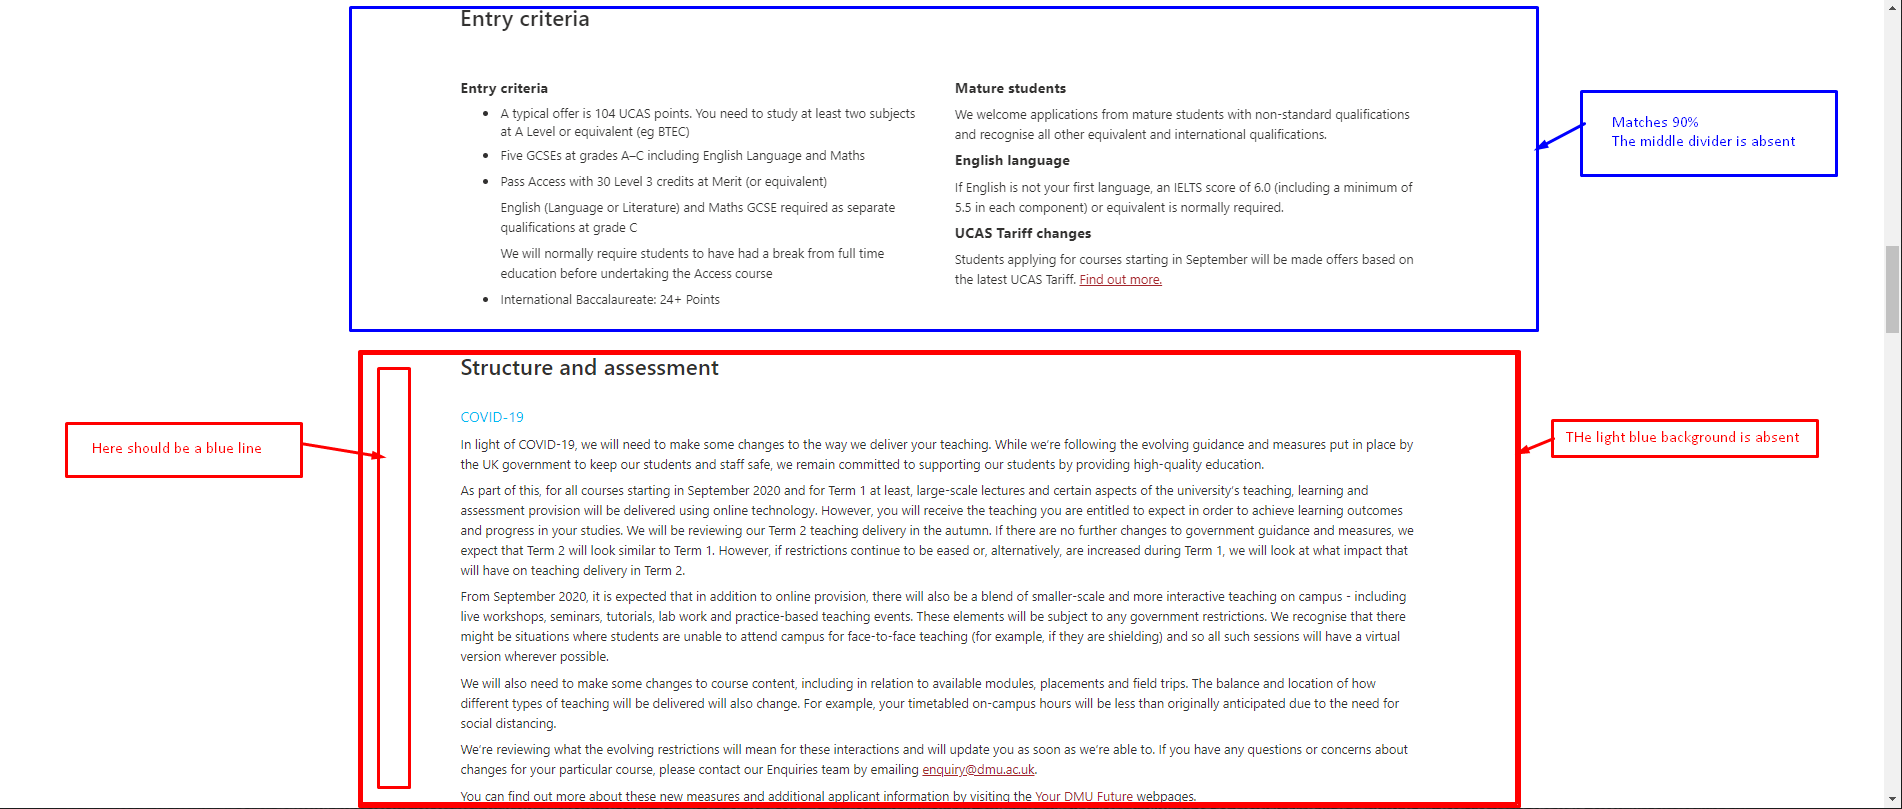 Entry criteria
Entry criteria
A typical offer is 104 UCAS points. You need to study at least two subjects
at A Level or equivalent (eg BTEC)
Five GCSEs at grades A–C including English Language and Maths
Pass Access with 30 Level 3 credits at Merit (or equivalent)
English (Language or Literature) and Maths GCSE required as separate
qualifications at grade C
We will normally require students to have had a break from full time
education before undertaking the Access course
International Baccalaureate: 24+ Points
Mature students
We welcome applications from mature students with non-standard qualifications
and recognise all other equivalent and international qualifications.
English language
If English is not your first language, an IELTS score of 6.0 (including a minimum of
5.5 in each component) or equivalent is normally required.
UCAS Tariff changes
Students applying for courses starting in September will be made offers based on
the latest UCAS Tariff. Find out more.
Matches 90%
The middle divider is absent
Structure and assessment
COVID-19
In light of COVID-19, we will need to make some changes to the way we deliver your teaching. While we're following the evolving guidance and measures put in place by
the UK government to keep our students and staff safe, we remain committed to supporting our students by providing high-quality education.
As part of this, for all courses starting in September 2020 and for Term 1 at least, large-scale lectures and certain aspects of the university's teaching, learning and
assessment provision will be delivered using online technology. However, you will receive the teaching you are entitled to expect in order to achieve learning outcomes
and progress in your studies. We will be reviewing our Term 2 teaching delivery in the autumn. If there are no further changes to government guidance and measures, we
expect that Term 2 will look similar to Term 1. However, if restrictions continue to be eased or, alternatively, are increased during Term 1, we will look at what impact that
will have on teaching delivery in Term 2.
From September 2020, it is expected that in addition to online provision, there will also be a blend of smaller-scale and more interactive teaching on campus - including
live workshops, seminars, tutorials, lab work and practice-based teaching events. These elements will be subject to any government restrictions. We recognise that there
might be situations where students are unable to attend campus for face-to-face teaching (for example, if they are shielding) and so all such sessions will have a virtual
version wherever possible.
We will also need to make some changes to course content, including in relation to available modules, placements and field trips. The balance and location of how
different types of teaching will be delivered will also change. For example, your timetabled on-campus hours will be less than originally anticipated due to the need for
social distancing.
We're reviewing what the evolving restrictions will mean for these interactions and will update you as soon as we're able to. If you have any questions or concerns about
changes for your particular course, please contact our Enquiries team by emailing enquiry@dmu.ac.uk.
You can find out more about these new measures and additional applicant information by visiting the Your DMU Future webpages.
Here should be a blue line
THe light blue background is absent